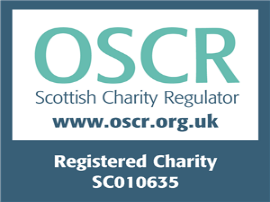 OSCR
Scottish Charity Regulator
www.oscr.org.uk
Registered Charity
SC010635